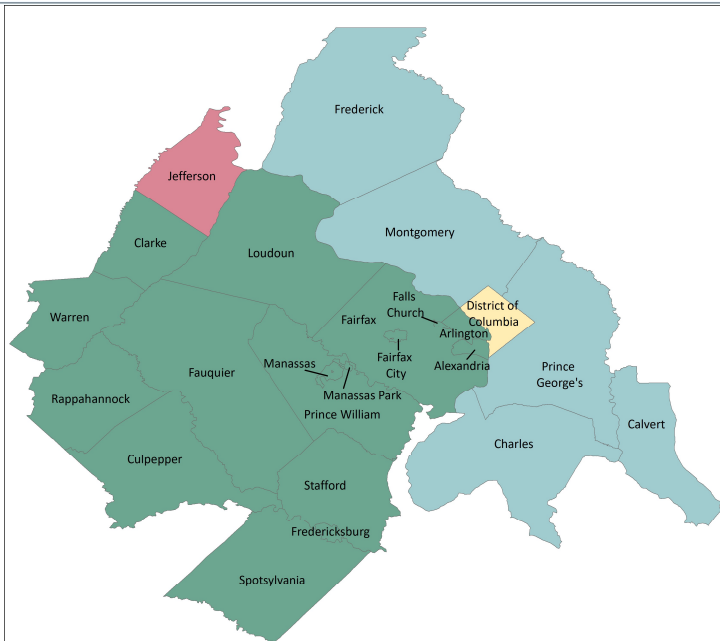 Frederick
Jefferson
Montgomery
Clarke
Loudoun
Falls
Church
District of
Columbia
Warren
Fairfax
Arlington
Fairfax
City
Manassas
Alexandria
Prince
George's
Fauquier
Manassas Park
Rappahannock
Prince William
Calvert
Charles
Culpepper
Stafford
Fredericksburg
Spotsylvania